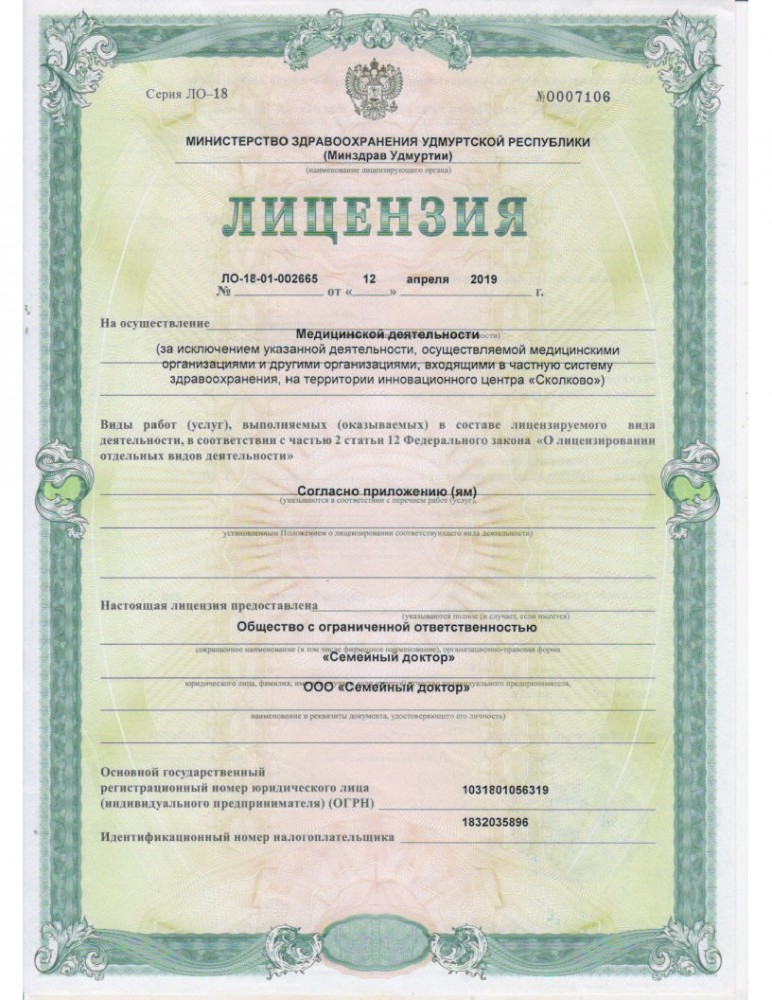 Серия ЛО–18
№0007106
МИНИСТЕРСТВО ЗДРАВООХРАНЕНИЯ УДМУРТСКОЙ РЕСПУБЛИКИ
(Минздрав Удмуртии)
(наименование лицензирующего органа)
ЛИЦЕНЗИЯ
ЛО-18-01-002665 12 апреля 2019
№ ____________ от «_____» ________________ г.
На осуществление
Медицинской деятельности
(за исключением указанной деятельности, осуществляемой медицинскими
организациями и другими организациями, входящими в частную систему
здравоохранения, на территории инновационного центра «Сколково»)
Виды работ (услуг), выполняемых (оказываемых) в составе лицензируемого вида
деятельности, в соответствии с частью 2 статьи 12 Федерального закона «О лицензировании
отдельных видов деятельности»
Согласно приложению (ям)
(указываются в соответствии с перечнем работ (услуг),
установленным Положением о лицензировании соответствующего вида деятельности)
Настоящая лицензия предоставлена
(указываются полное (в случает, если имеется)
Общество с ограниченной ответственностью
сокращенное наименование (в том числе фирменное наименование), организационно-правовая форма
«Семейный доктор»
юридического лица, фамилия, индивидуального предпринимателя,
ООО «Семейный доктор»
наименование и реквизиты документа, удостоверяющего его личность)
Основной государственный
регистрационный номер юридического лица
(индивидуального предпринимателя) (ОГРН)
1031801056319
1832035896
Идентификационный номер налогоплательщика